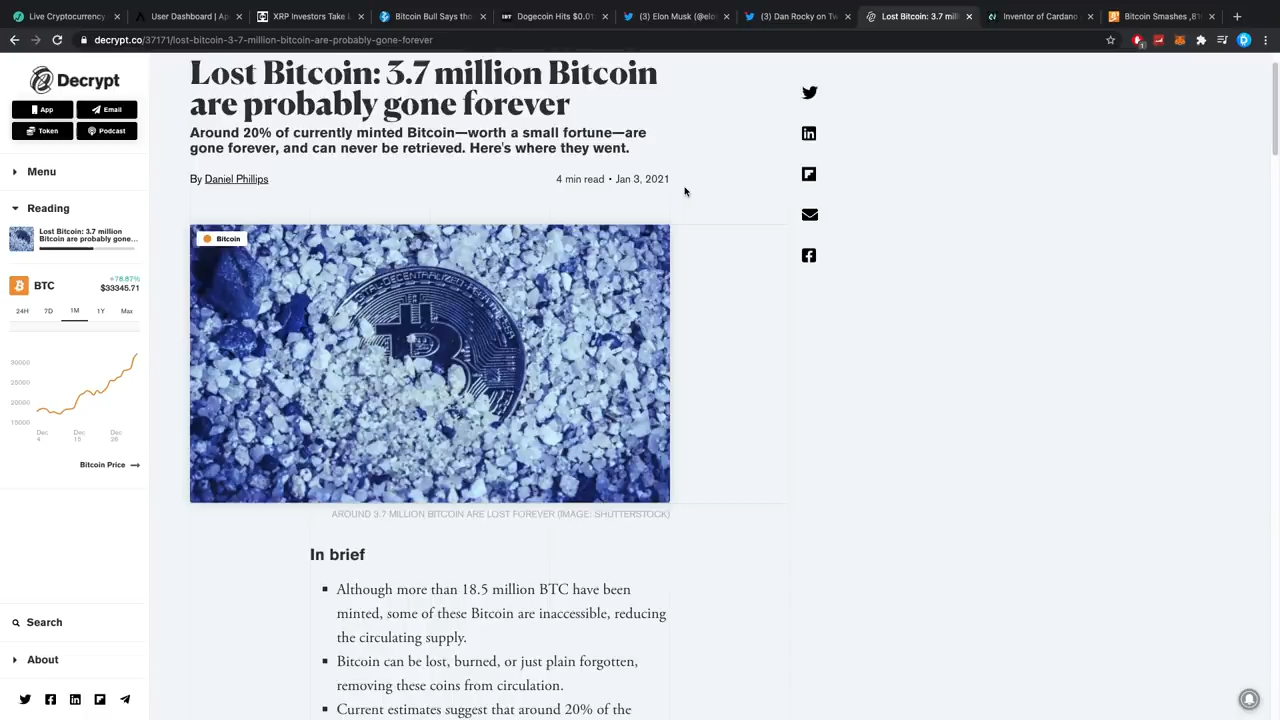 Live Cryptocurrency
User Dashboard | Ap
XRP Investors Take L
Bitcoin Bull Says tho
Dogecoin Hits $0.01
(3) Elon Musk (@elo
(3) Dan Rocky on Tw
Lost Bitcoin: 3.7 mil
Inventor of Cardano
Bitcoin Smashes
decrypt.co/37171/lost-bitcoin-3-7-million-bitcoin-are-probably-gone-forever
Decrypt
App
Email
Token
Podcast
Menu
Reading
Lost Bitcoin: 3.7 million
Bitcoin are probably gone...
BTC
+78.87%
$33345.71
24H 7D 1M 1Y Max
30000
25000
20000
15000
Dec 4
Dec 15
Dec 26
Bitcoin Price
Search
About
Lost Bitcoin: 3.7 million Bitcoin
are probably gone forever
Around 20% of currently minted Bitcoin—worth a small fortune—are
gone forever, and can never be retrieved. Here's where they went.
By Daniel Phillips
4 min read • Jan 3, 2021
Bitcoin
AROUND 3.7 MILLION BITCOIN ARE LOST FOREVER (IMAGE: SHUTTERSTOCK)
In brief
Although more than 18.5 million BTC have been
minted, some of these Bitcoin are inaccessible, reducing
the circulating supply.
Bitcoin can be lost, burned, or just plain forgotten,
removing these coins from circulation.
Current estimates suggest that around 20% of the